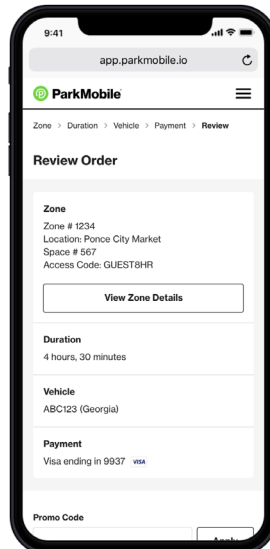 9:41
app.parkmobile.io
ParkMobile
Zone > Duration > Vehicle > Payment > Review
Review Order
Zone
Zone # 1234
Location: Ponce City Market
Space # 567
Access Code: GUEST8HR
View Zone Details
Duration
4 hours, 30 minutes
Vehicle
ABC123 (Georgia)
Payment
Visa ending in 9937 VISA
Promo Code
Apply